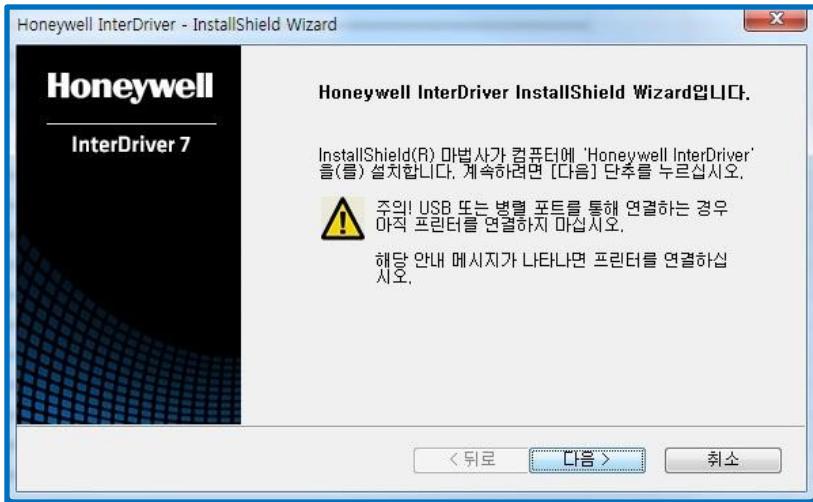 Honeywell InterDriver - InstallShield Wizard
Honeywell
InterDriver 7
Honeywell InterDriver InstallShield Wizard입니다.
InstallShield(R) 마법사가 컴퓨터에 'Honeywell InterDriver'
을(를) 설치합니다. 계속하려면 [다음] 단추를 누르십시오.
주의! USB 또는 병렬 포트를 통해 연결하는 경우
아직 프린터를 연결하지 마십시오.
해당 안내 메시지가 나타나면 프린터를 연결하십
시오.
< 뒤로
다음 >
취소